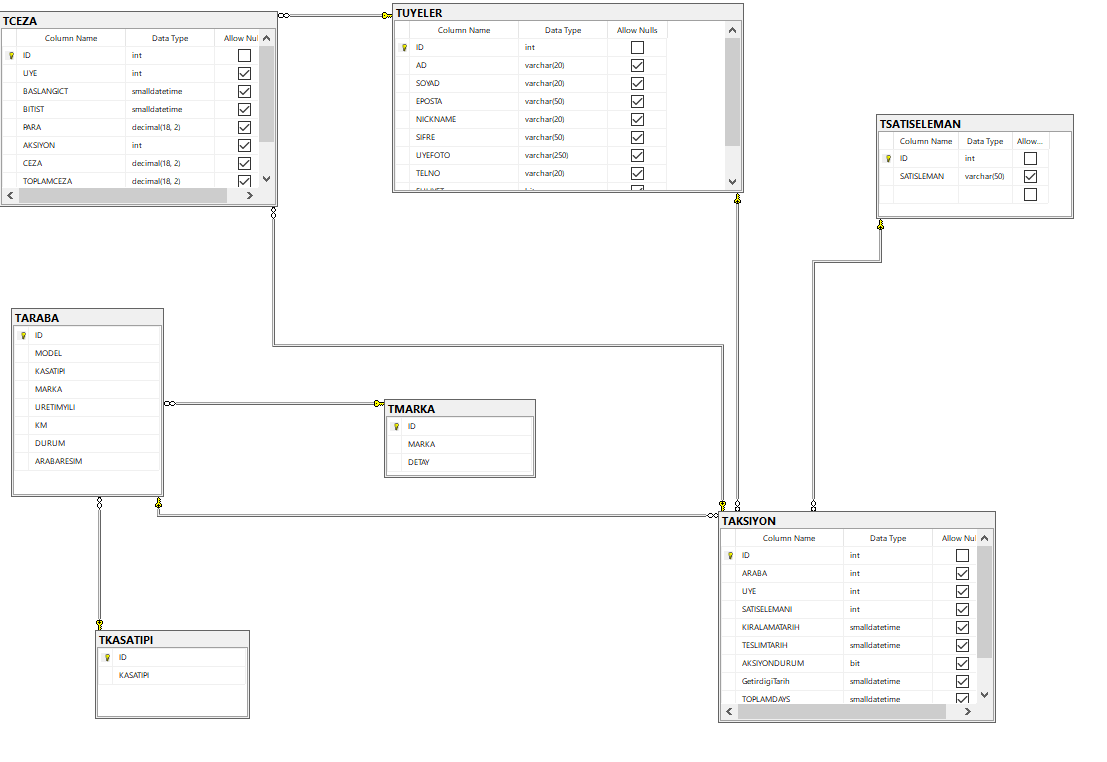 TCEZA
Column Name Data Type Allow Nul
ID int
UYE int
BASLANGICT smalldatetime
BITIST smalldatetime
PARA decimal(18, 2)
AKSIYON int
CEZA decimal(18, 2)
TOPLAMCEZA decimal(18, 2)
TUYELER
Column Name Data Type Allow Nulls
ID int
AD varchar(20)
SOYAD varchar(20)
EPOSTA varchar(50)
NICKNAME varchar(20)
SIFRE varchar(50)
UYEFOTO varchar(250)
TELNO varchar(20)
TSATISELEMAN
Column Name Data Type Allow...
ID int
SATISLEMAN varchar(50)
TARABA
ID
MODEL
KASATIPI
MARKA
URETIMYILI
KM
DURUM
ARABARESIM
TMARKA
ID
MARKA
DETAY
TAKSIYON
Column Name Data Type Allow Nul
ID int
ARABA int
UYE int
SATISELEMANI int
KIRALAMATARIH smalldatetime
TESLIMTARIH smalldatetime
AKSIYONDURUM bit
GetirdigiTarih smalldatetime
TOPLAMDAYS smalldatetime
TKASATIPI
ID
KASATIPI